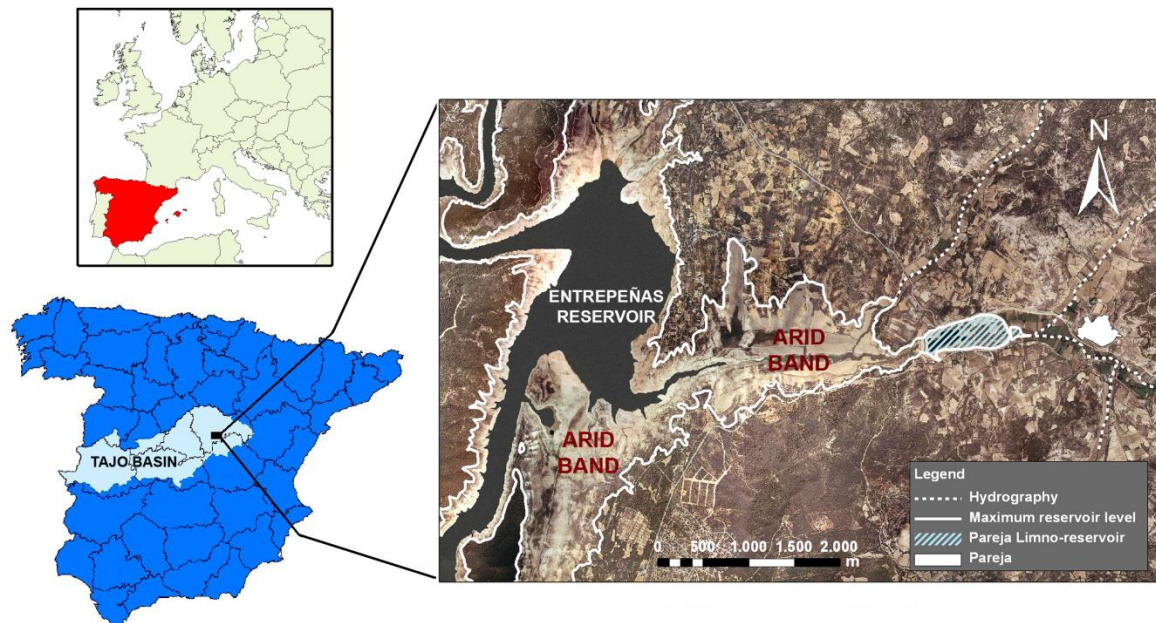 TAJO BASIN
N
ENTREPEÑAS
RESERVOIR
ARID
BAND
ARID
BAND
0 500 1.000 1.500 2.000
m
Legend
Hydrography
Maximum reservoir level
Pareja Limno-reservoir
Pareja